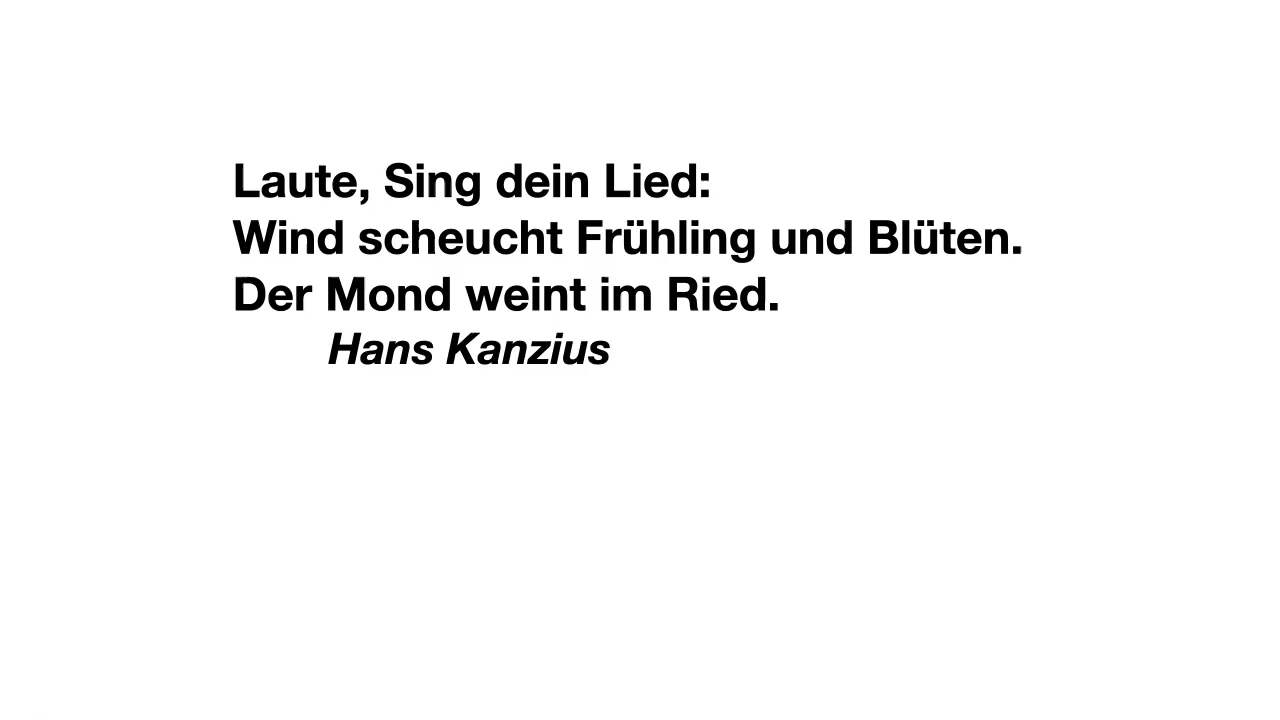 Laute, Sing dein Lied:
Wind scheucht Frühling und Blüten.
Der Mond weint im Ried.
Hans Kanzius